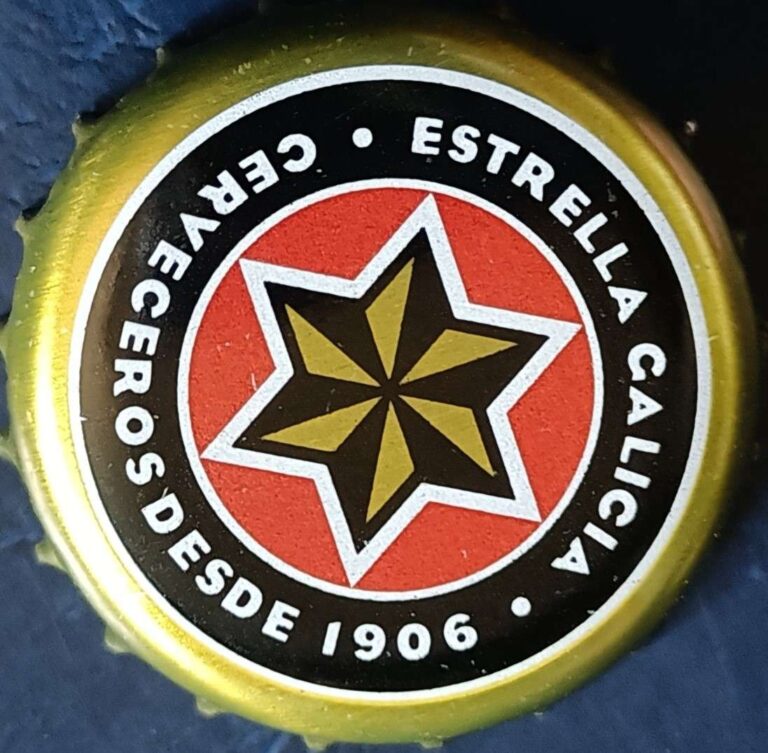 ESTRELLA GALICIA
CERVECEROS DESDE 1906